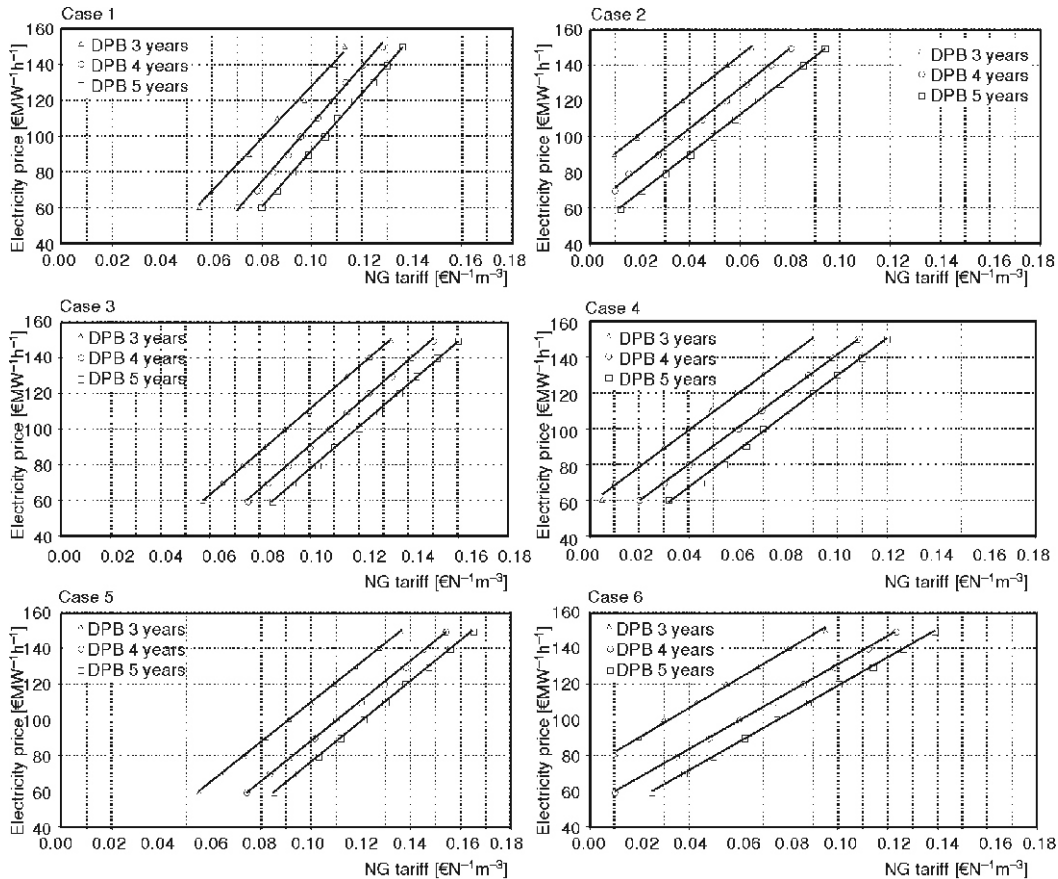 Case 1
Electricity price [€MW⁻¹h⁻¹]
160
140
120
100
80
60
40
DPB 3 years
DPB 4 years
DPB 5 years
0.00 0.02 0.04 0.06 0.08 0.10 0.12 0.14 0.16 0.18
NG tariff [€N⁻¹m⁻³]
Case 2
Electricity price [€MW⁻¹h⁻¹]
160
140
120
100
80
60
40
DPB 3 years
DPB 4 years
DPB 5 years
0.00 0.02 0.04 0.06 0.08 0.10 0.12 0.14 0.16 0.18
NG tariff [€N⁻¹m⁻³]
Case 3
Electricity price [€MW⁻¹h⁻¹]
160
140
120
100
80
60
40
DPB 3 years
DPB 4 years
DPB 5 years
0.00 0.02 0.04 0.06 0.08 0.10 0.12 0.14 0.16 0.18
NG tariff [€N⁻¹m⁻³]
Case 4
Electricity price [€MW⁻¹h⁻¹]
160
140
120
100
80
60
40
DPB 3 years
DPB 4 years
DPB 5 years
0.00 0.02 0.04 0.06 0.08 0.10 0.12 0.14 0.16 0.18
NG tariff [€N⁻¹m⁻³]
Case 5
Electricity price [€MW⁻¹h⁻¹]
160
140
120
100
80
60
40
DPB 3 years
DPB 4 years
DPB 5 years
0.00 0.02 0.04 0.06 0.08 0.10 0.12 0.14 0.16 0.18
NG tariff [€N⁻¹m⁻³]
Case 6
Electricity price [€MW⁻¹h⁻¹]
160
140
120
100
80
60
40
DPB 3 years
DPB 4 years
DPB 5 years
0.00 0.02 0.04 0.06 0.08 0.10 0.12 0.14 0.16 0.18
NG tariff [€N⁻¹m⁻³]